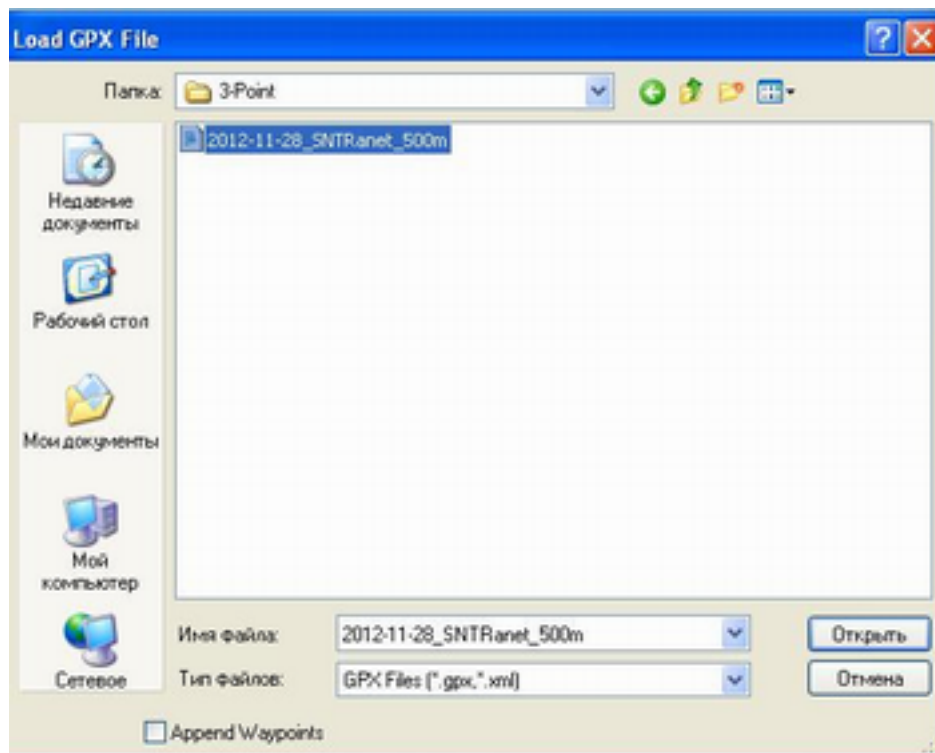 Load GPX File
Папка: 3-Point
2012-11-28_SNTRanet_500m
Недавние
документы
Рабочий стол
Мои документы
Мой
компьютер
Сетевое
Имя файла: 2012-11-28_SNTRanet_500m Открыть
Тип файлов: GPX Files (*.gpx,*.xml) Отмена
Append Waypoints